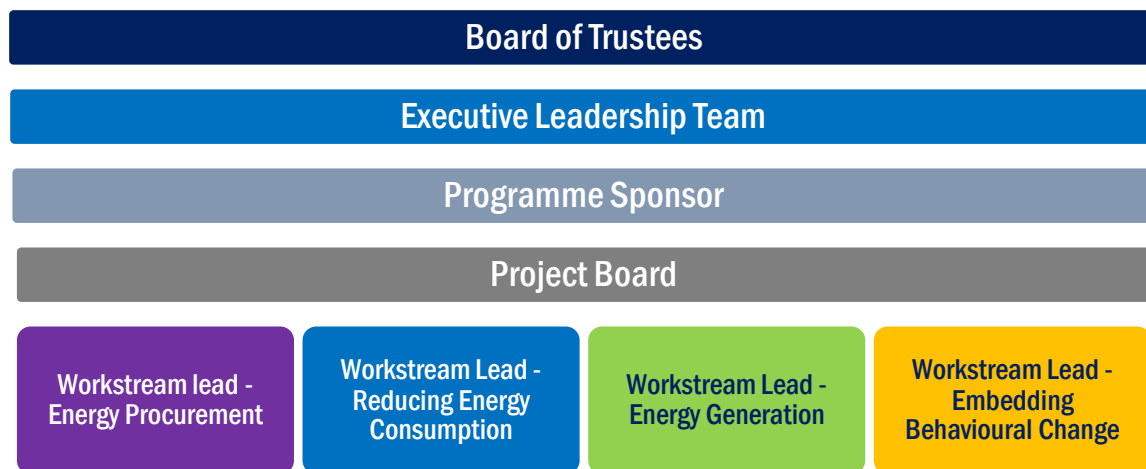 Board of Trustees
Executive Leadership Team
Programme Sponsor
Project Board
Workstream lead -
Energy Procurement
Workstream Lead -
Reducing Energy
Consumption
Workstream Lead -
Energy Generation
Workstream Lead -
Embedding
Behavioural Change